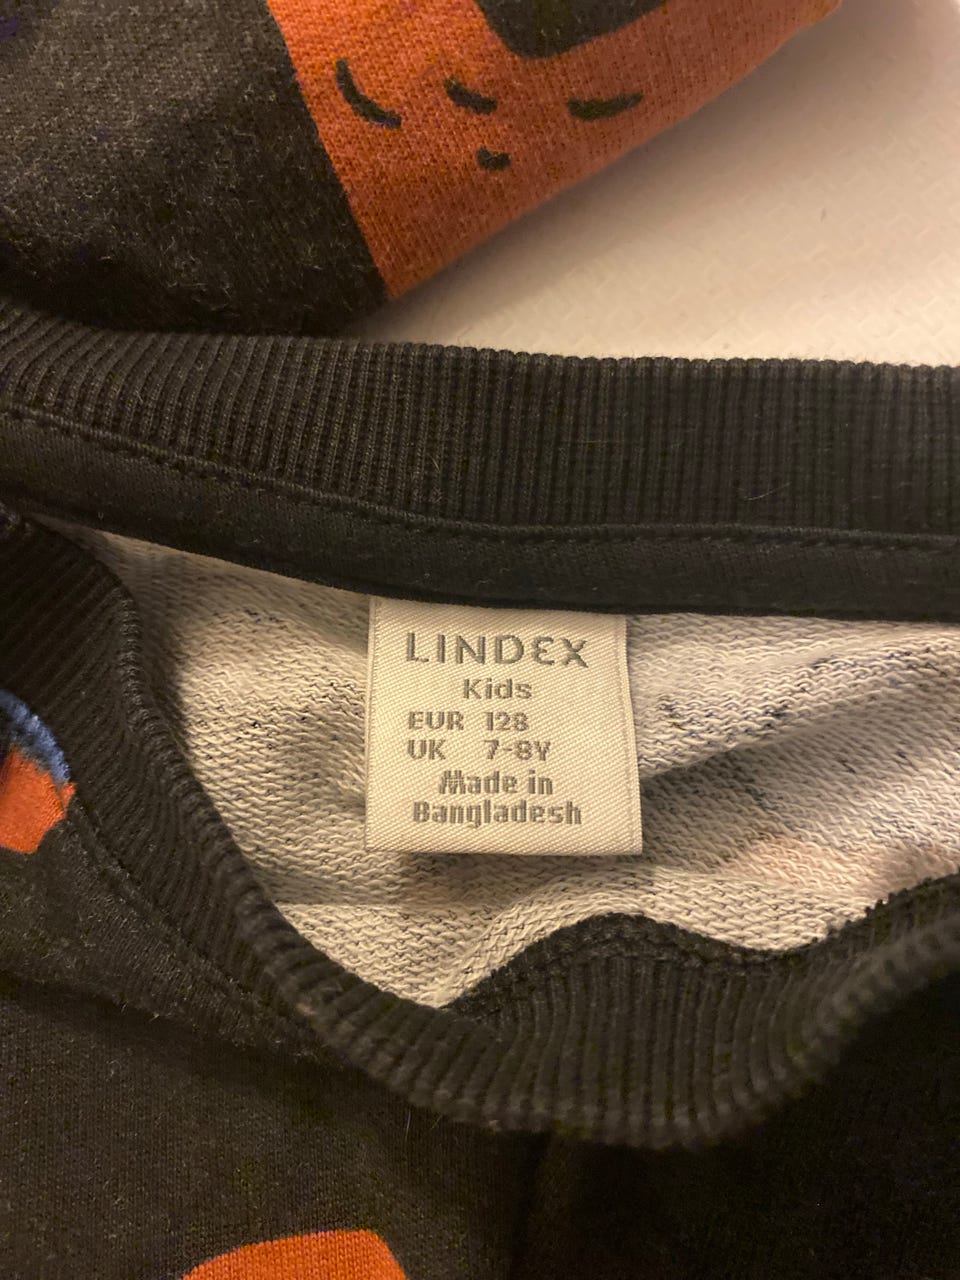 LINDEX
Kids
EUR 128
UK 7-8Y
Made in
Bangladesh